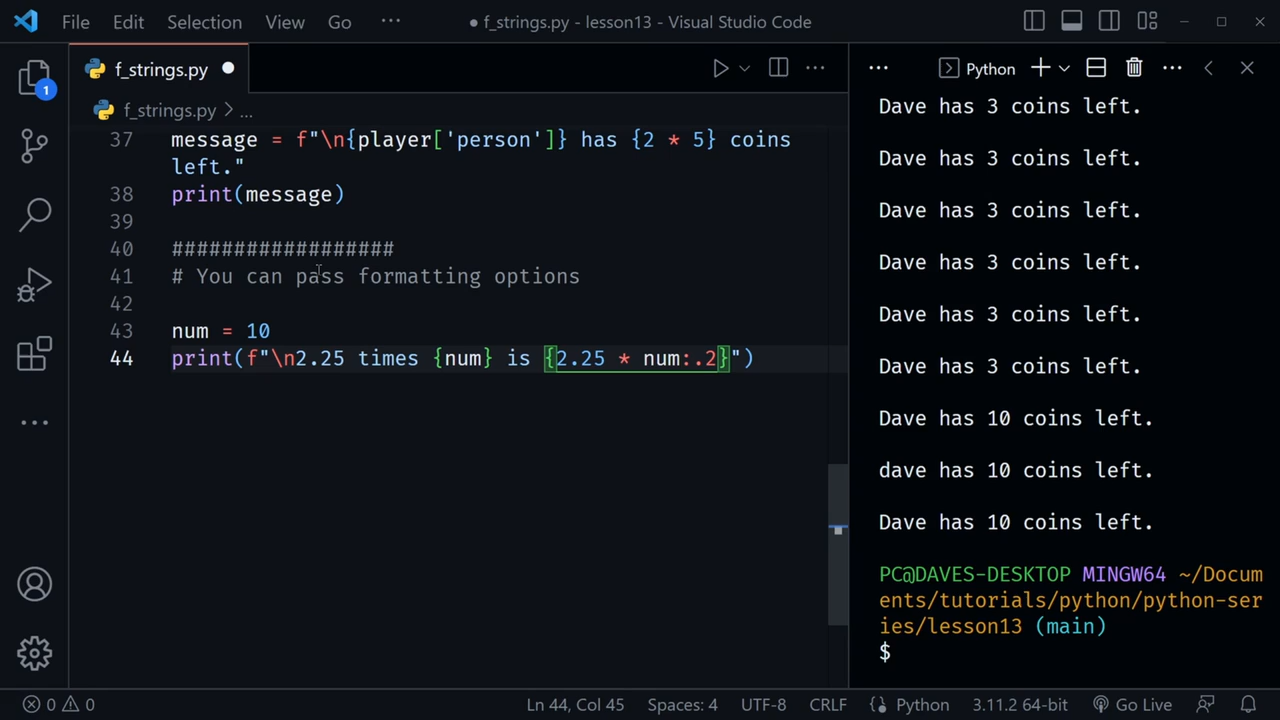 File Edit Selection View Go ··· ● f_strings.py - lesson13 - Visual Studio Code
f_strings.py ●
f_strings.py > ...
37 message = f"\n{player['person']} has {2 * 5} coins
left."
38 print(message)
39
40 ##################
41 # You can pass formatting options
42
43 num = 10
44 print(f"\n2.25 times {num} is {2.25 * num:.2}")
1
Python
Dave has 3 coins left.
Dave has 3 coins left.
Dave has 3 coins left.
Dave has 3 coins left.
Dave has 3 coins left.
Dave has 3 coins left.
Dave has 10 coins left.
dave has 10 coins left.
Dave has 10 coins left.
PC@DAVES-DESKTOP MINGW64 ~/Docum
ents/tutorials/python/python-ser
ies/lesson13 (main)
$
0 0 Ln 44, Col 45 Spaces: 4 UTF-8 CRLF Python 3.11.2 64-bit Go Live